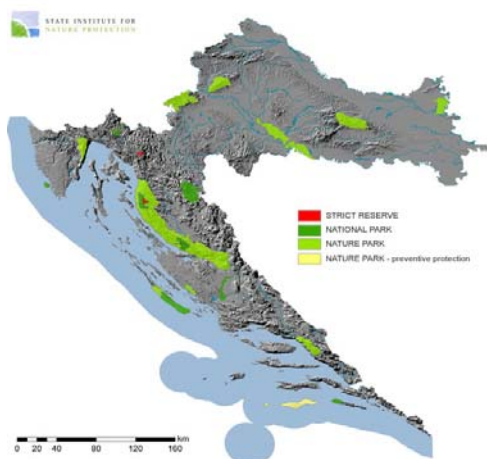 STATE INSTITUTE FOR
NATURE PROTECTION
STRICT RESERVE
NATIONAL PARK
NATURE PARK
NATURE PARK - preventive protection
km
0 20 40 80 120 160